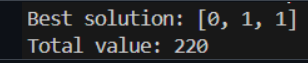 Best solution: [0, 1, 1]
Total value: 220